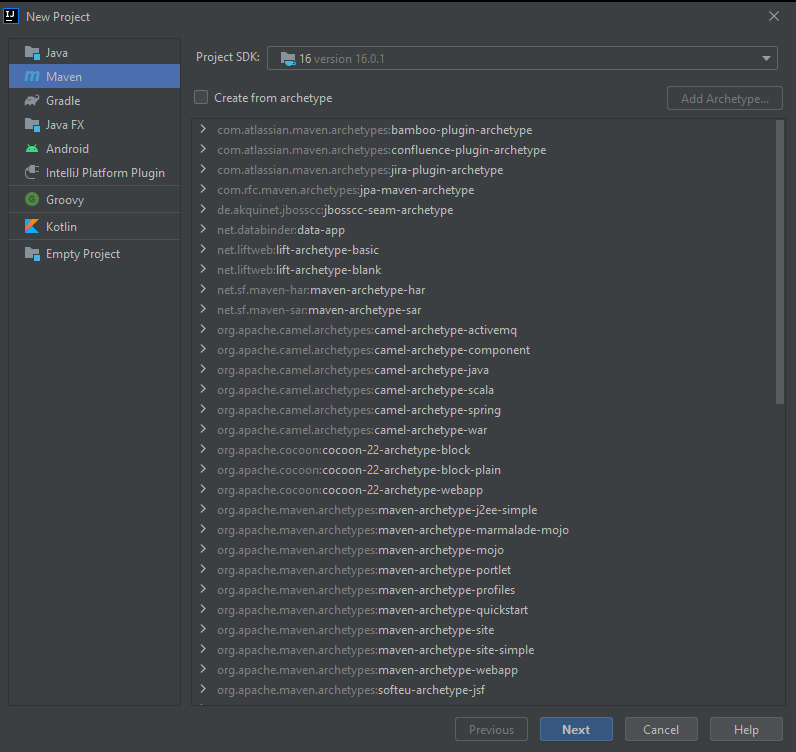 New Project
Java
Maven
Gradle
Java FX
Android
IntelliJ Platform Plugin
Groovy
Kotlin
Empty Project
Project SDK: 16 version 16.0.1
Create from archetype
Add Archetype...
com.atlassian.maven.archetypes:bamboo-plugin-archetype
com.atlassian.maven.archetypes:confluence-plugin-archetype
com.atlassian.maven.archetypes:jira-plugin-archetype
com.rfc.maven.archetypes:jpa-maven-archetype
de.akquinet.jbosscc:jbosscc-seam-archetype
net.databinder:data-app
net.liftweb:lift-archetype-basic
net.liftweb:lift-archetype-blank
net.sf.maven-har:maven-archetype-har
net.sf.maven-sar:maven-archetype-sar
org.apache.camel.archetypes:camel-archetype-activemq
org.apache.camel.archetypes:camel-archetype-component
org.apache.camel.archetypes:camel-archetype-java
org.apache.camel.archetypes:camel-archetype-scala
org.apache.camel.archetypes:camel-archetype-spring
org.apache.camel.archetypes:camel-archetype-war
org.apache.cocoon:cocoon-22-archetype-block
org.apache.cocoon:cocoon-22-archetype-block-plain
org.apache.cocoon:cocoon-22-archetype-webapp
org.apache.maven.archetypes:maven-archetype-j2ee-simple
org.apache.maven.archetypes:maven-archetype-marmalade-mojo
org.apache.maven.archetypes:maven-archetype-mojo
org.apache.maven.archetypes:maven-archetype-portlet
org.apache.maven.archetypes:maven-archetype-profiles
org.apache.maven.archetypes:maven-archetype-quickstart
org.apache.maven.archetypes:maven-archetype-site
org.apache.maven.archetypes:maven-archetype-site-simple
org.apache.maven.archetypes:maven-archetype-webapp
org.apache.maven.archetypes:softeu-archetype-jsf
Previous
Next
Cancel
Help